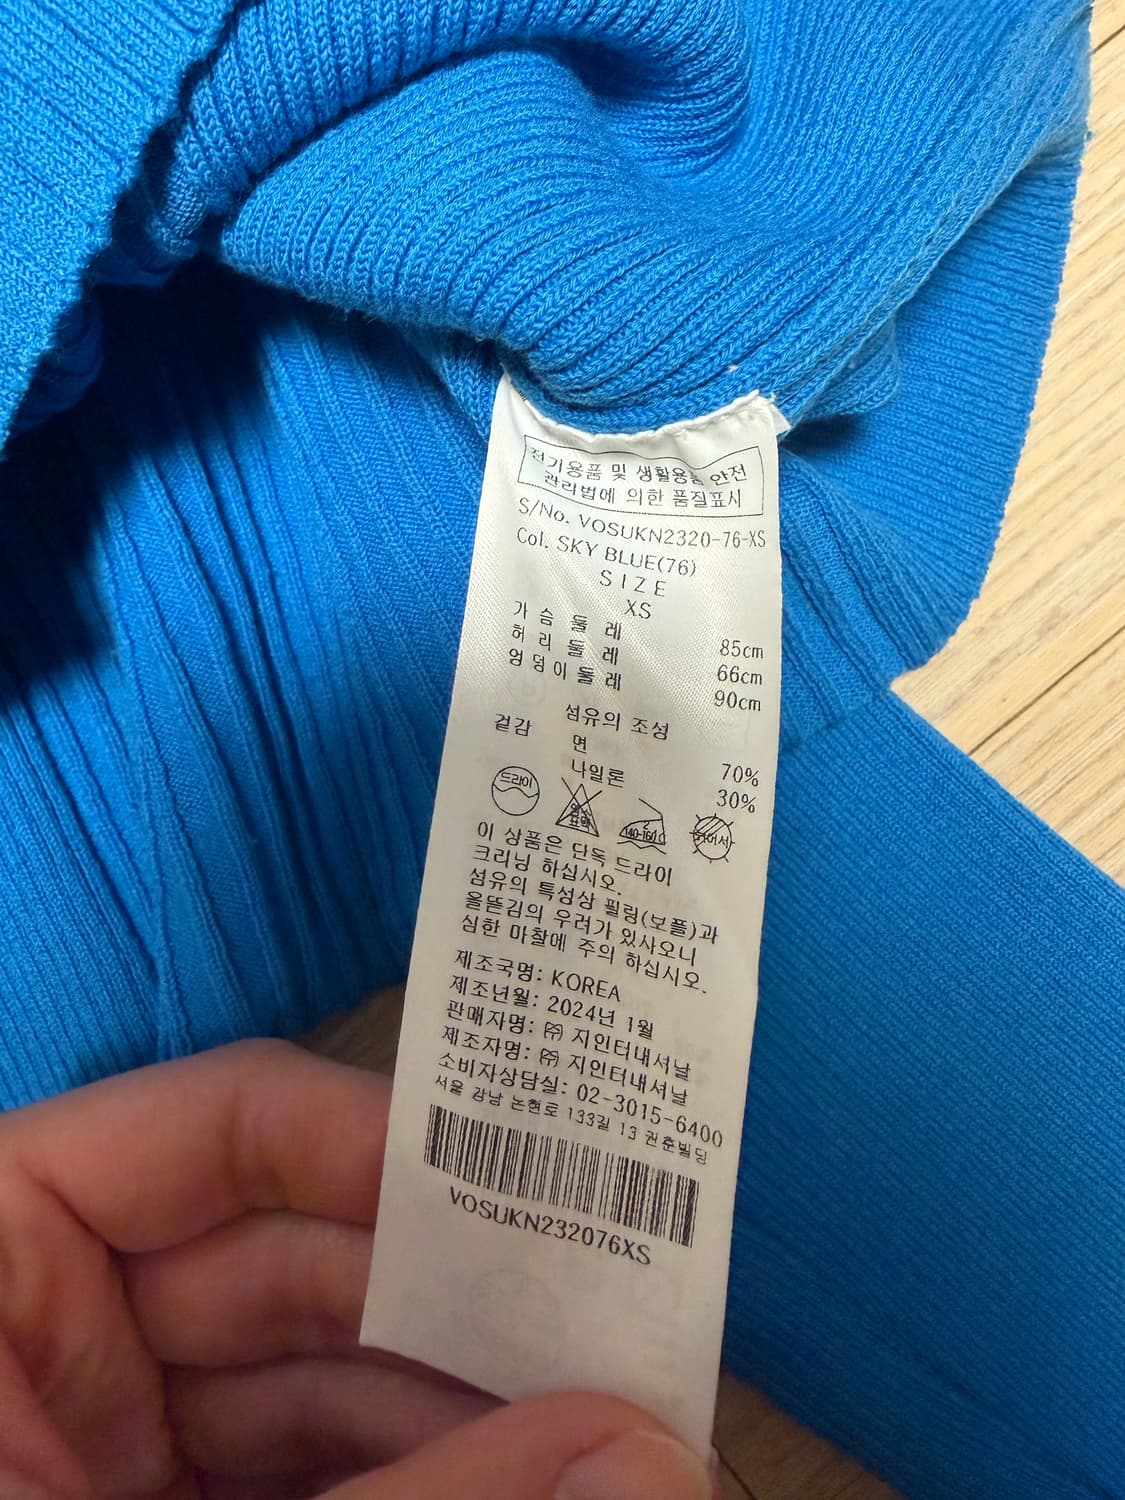 전기용품 및 생활용품 안전
관리법에 의한 품질표시
S/No. VOSUKN2320-76-XS
Col. SKY BLUE(76)
SIZE
XS
가슴둘레 85cm
허리둘레 66cm
엉덩이둘레 90cm
섬유의 조성
겉감 면 70%
나일론 30%
드라이
염소 표백
2 140-160℃
이 상품은 단독 드라이
크리닝 하십시오.
섬유의 특성상 필링(보플)과
올뜯김의 우려가 있사오니
심한 마찰에 주의 하십시오.
제조국명: KOREA
제조년월: 2024년 1월
판매자명: ㈜ 지인터내셔날
제조자명: ㈜ 지인터내셔날
소비자상담실: 02-3015-6400
서울 강남 논현로 133길 13 권춘빌딩
VOSUKN232076XS